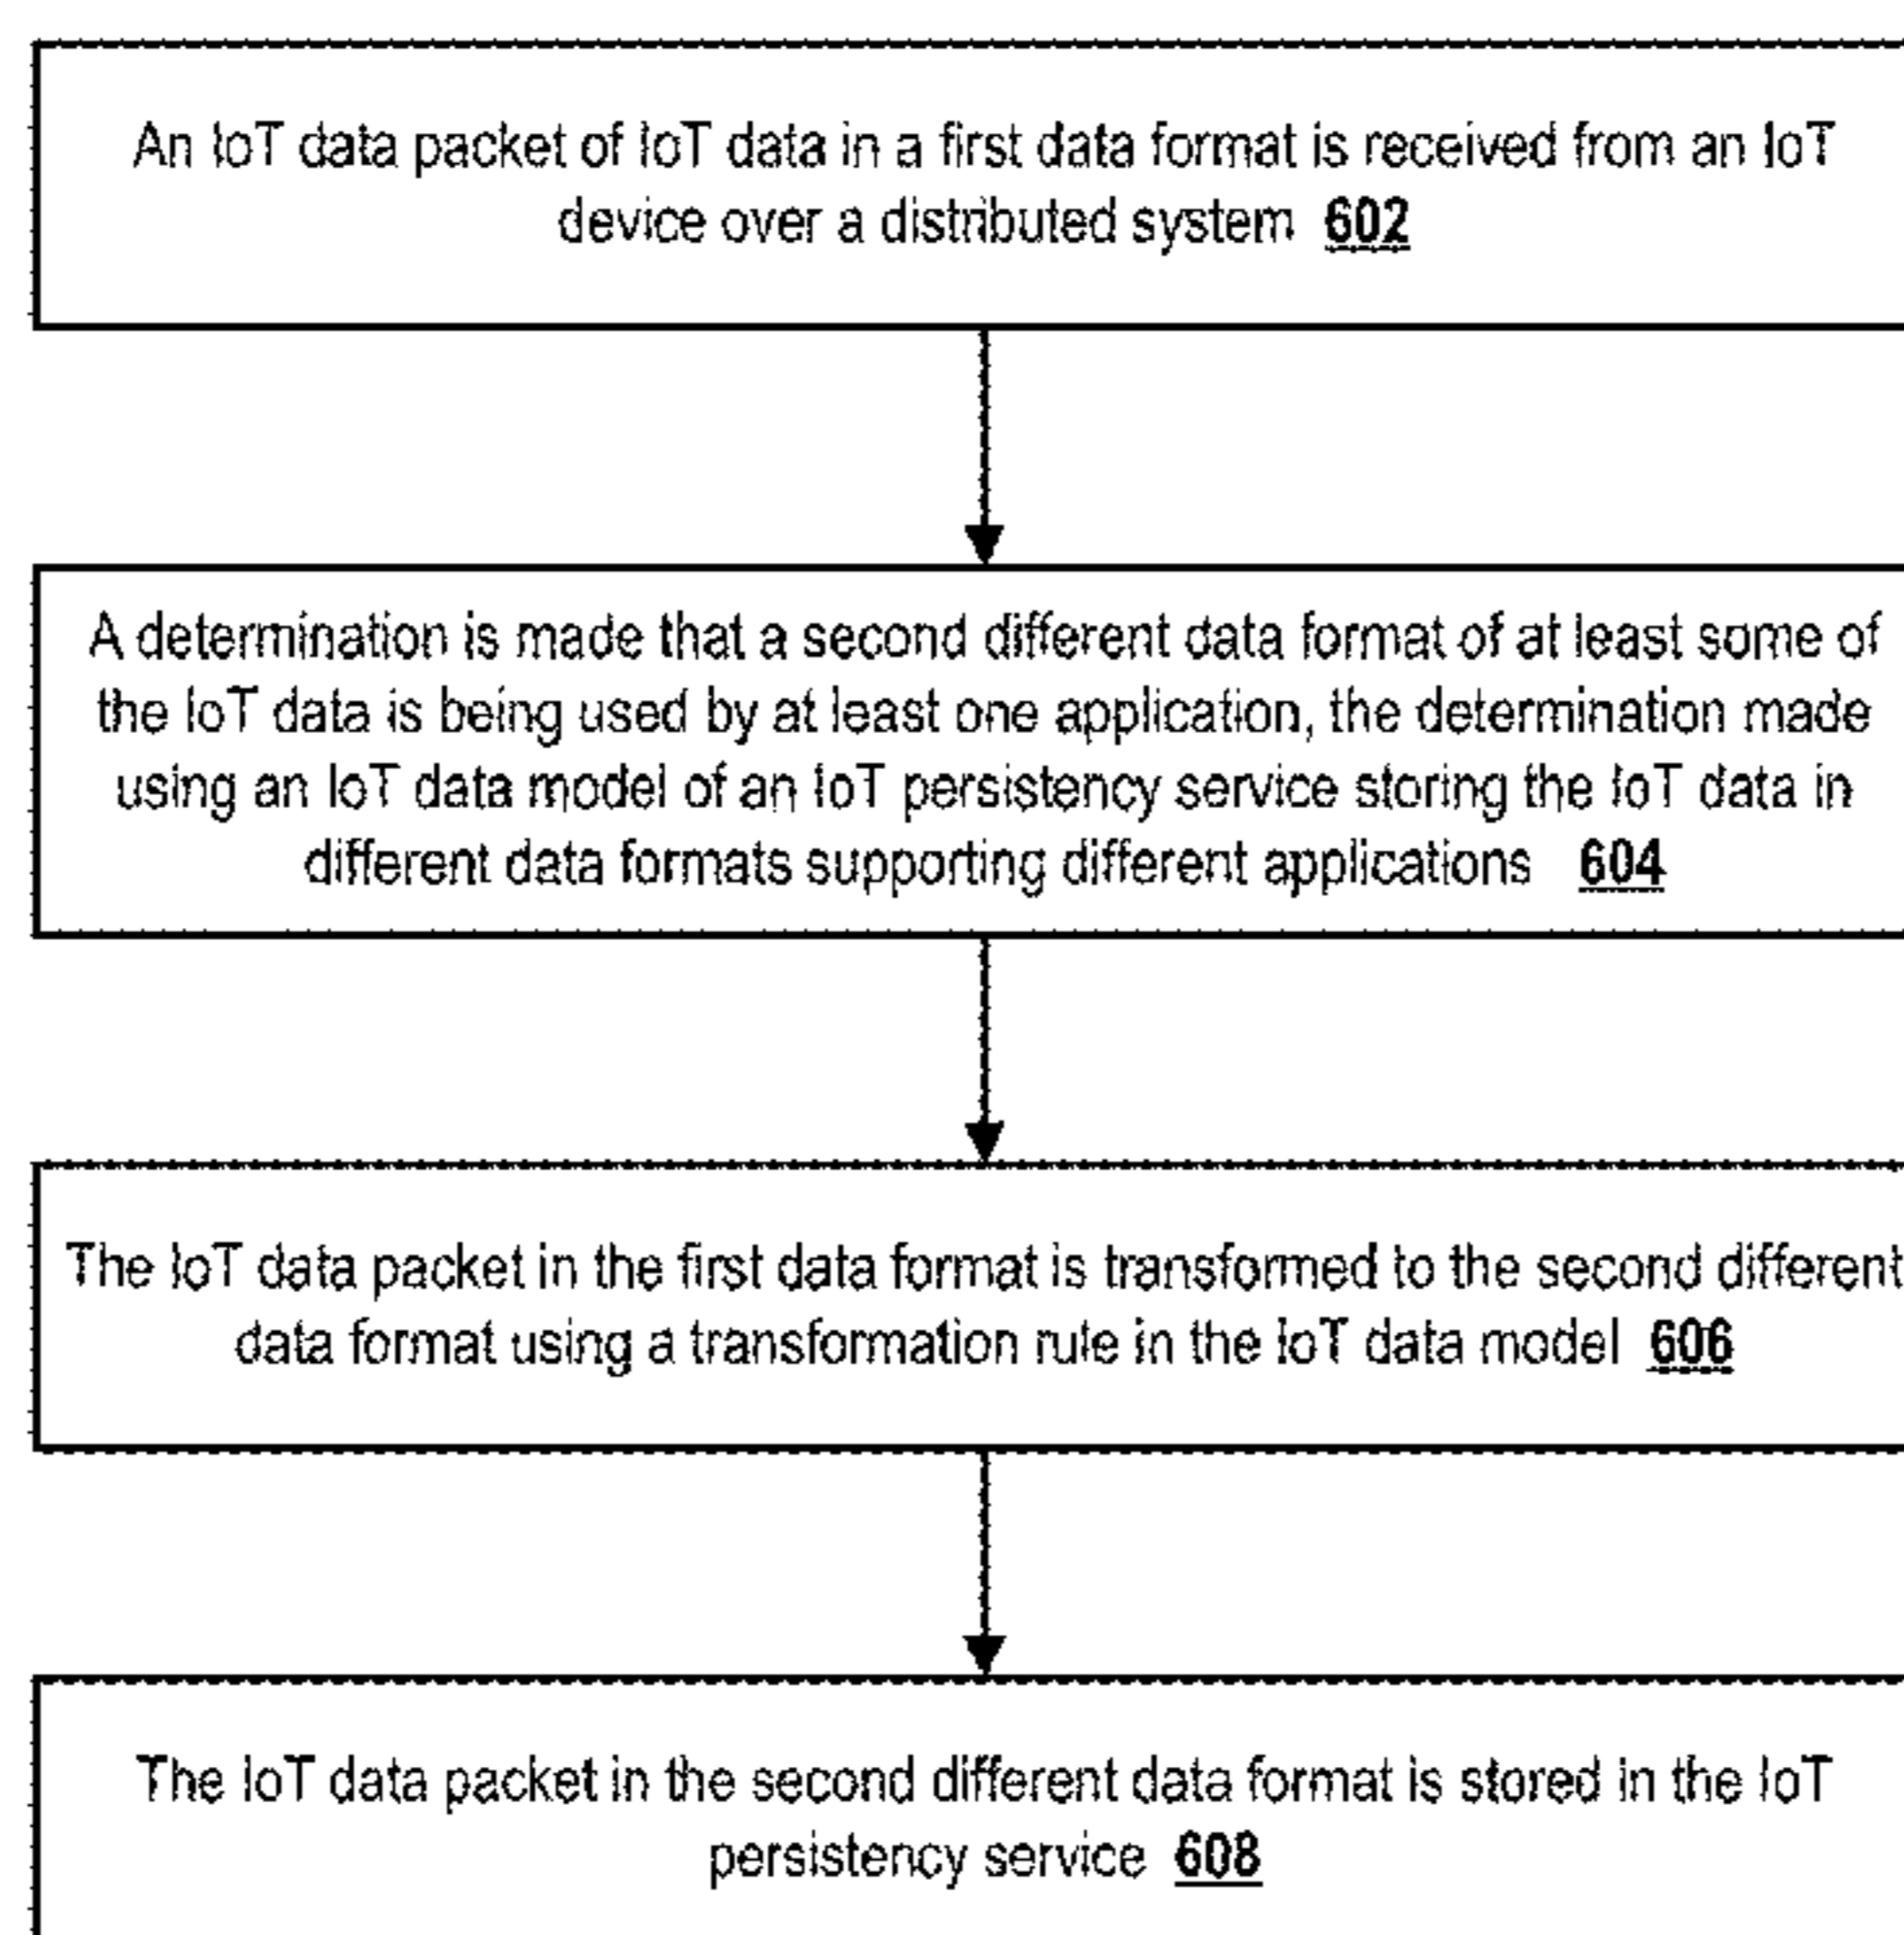 An IoT data packet of IoT data in a first data format is received from an IoT
device over a distributed system 602
A determination is made that a second different data format of at least some of
the IoT data is being used by at least one application, the determination made
using an IoT data model of an IoT persistency service storing the IoT data in
different data formats supporting different applications 604
The IoT data packet in the first data format is transformed to the second different
data format using a transformation rule in the IoT data model 606
The IoT data packet in the second different data format is stored in the IoT
persistency service 608